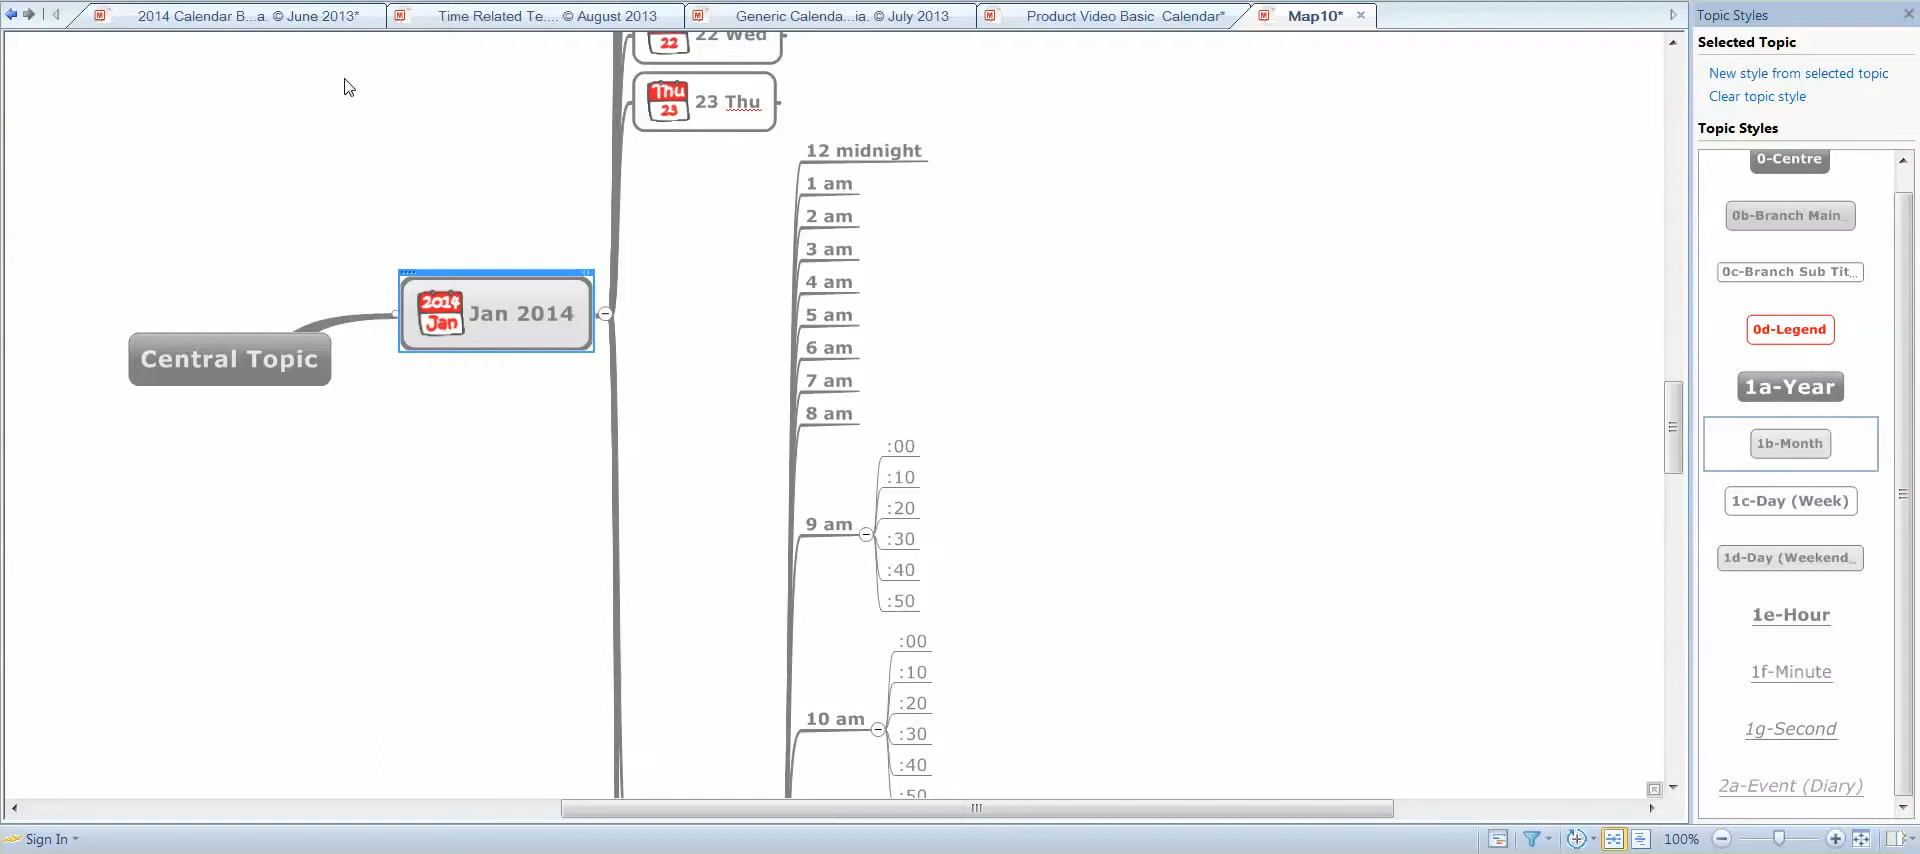 2014 Calendar B...a. © June 2013*
Time Related Te.... © August 2013
Generic Calenda...ia. © July 2013
Product Video Basic Calendar*
Map10*
Topic Styles
Selected Topic
New style from selected topic
Clear topic style
Topic Styles
0-Centre
0b-Branch Main...
0c-Branch Sub Tit...
0d-Legend
1a-Year
1b-Month
1c-Day (Week)
1d-Day (Weekend...
1e-Hour
1f-Minute
1g-Second
2a-Event (Diary)
22
22 Wed
Thu
23
23 Thu
Central Topic
2014
Jan
Jan 2014
12 midnight
1 am
2 am
3 am
4 am
5 am
6 am
7 am
8 am
9 am
:00
:10
:20
:30
:40
:50
10 am
:00
:10
:20
:30
:40
:50
Sign In
100%